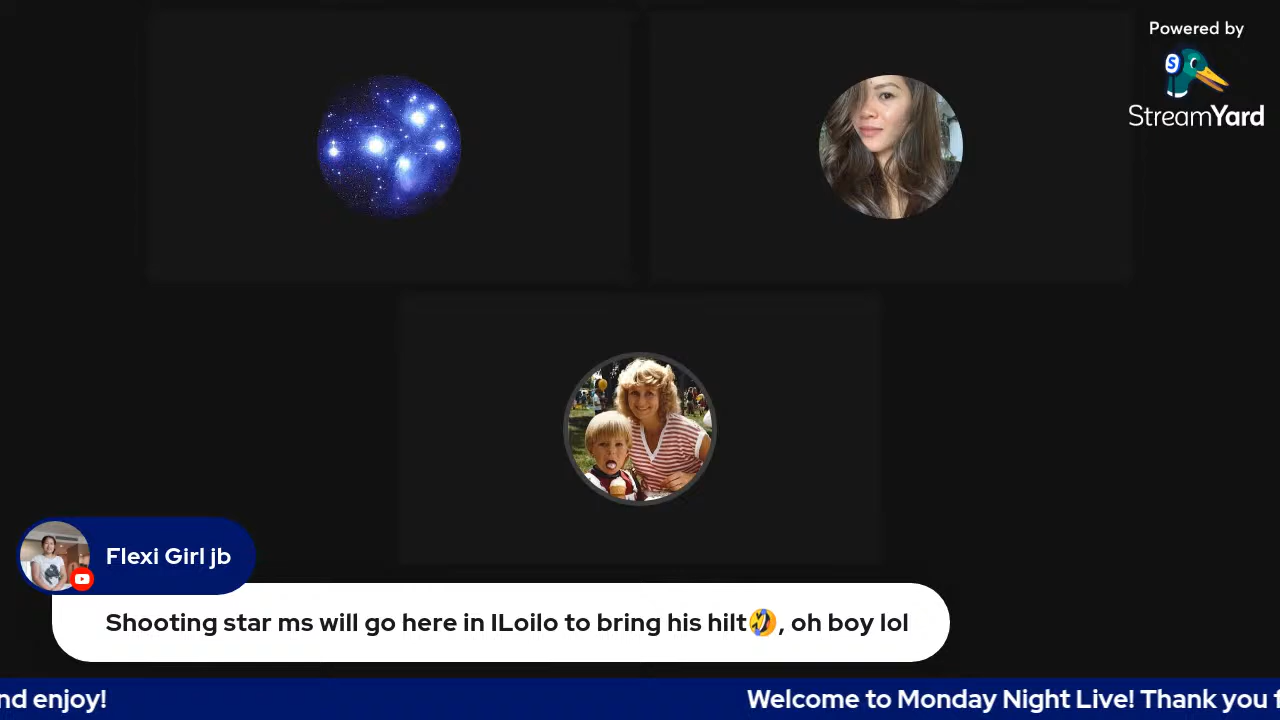 Powered by
StreamYard
Flexi Girl jb
Shooting star ms will go here in ILoilo to bring his hilt🤣, oh boy lol
nd enjoy! Welcome to Monday Night Live! Thank you f